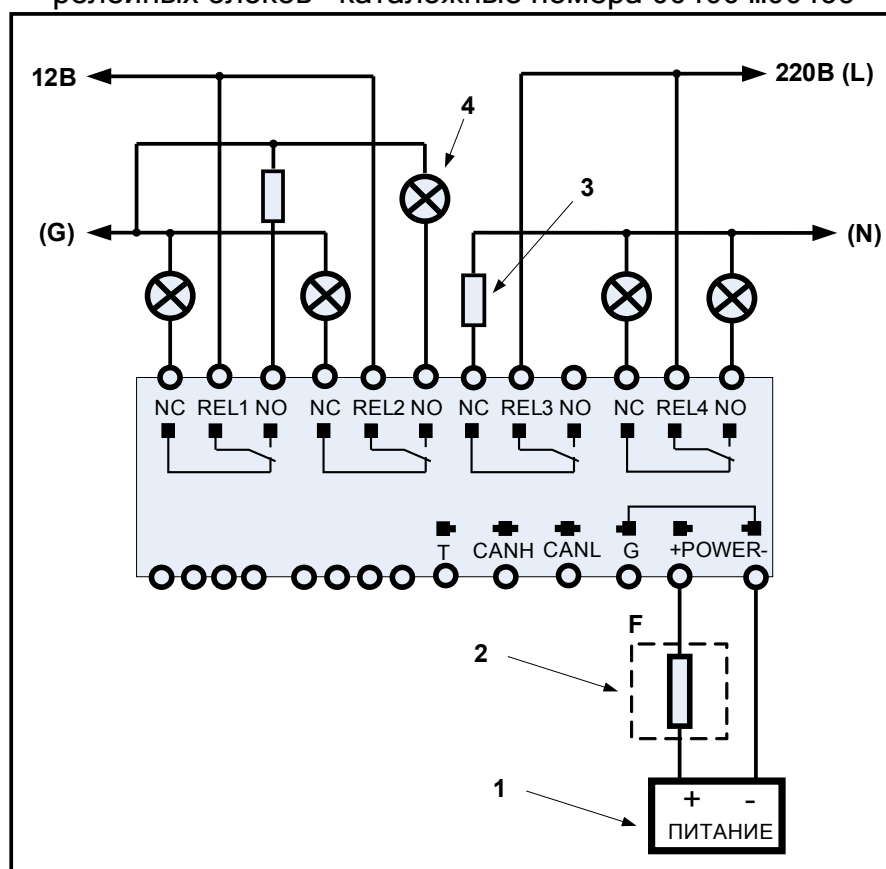 12В
220В (L)
4
3
(G)
(N)
NC REL1 NO NC REL2 NO NC REL3 NO NC REL4 NO
T CANH CANL G +POWER-
F
2
1
+ -
ПИТАНИЕ